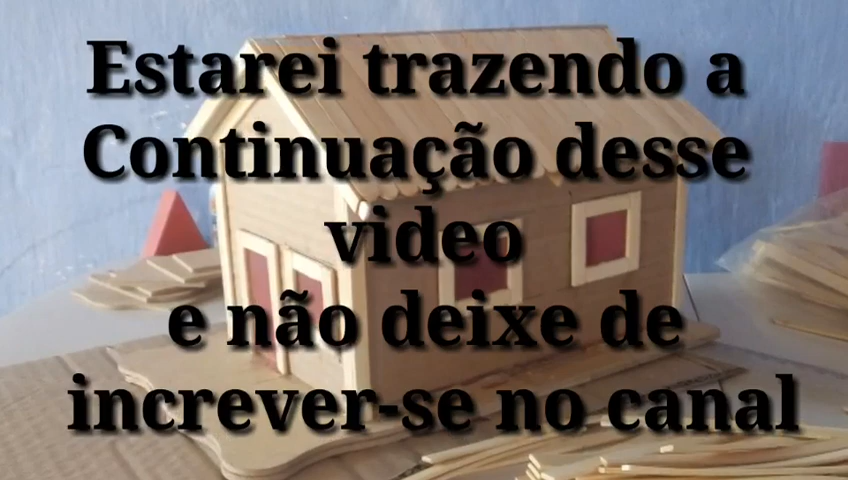 Estarei trazendo a
Continuação desse
video
e não deixe de
increver-se no canal